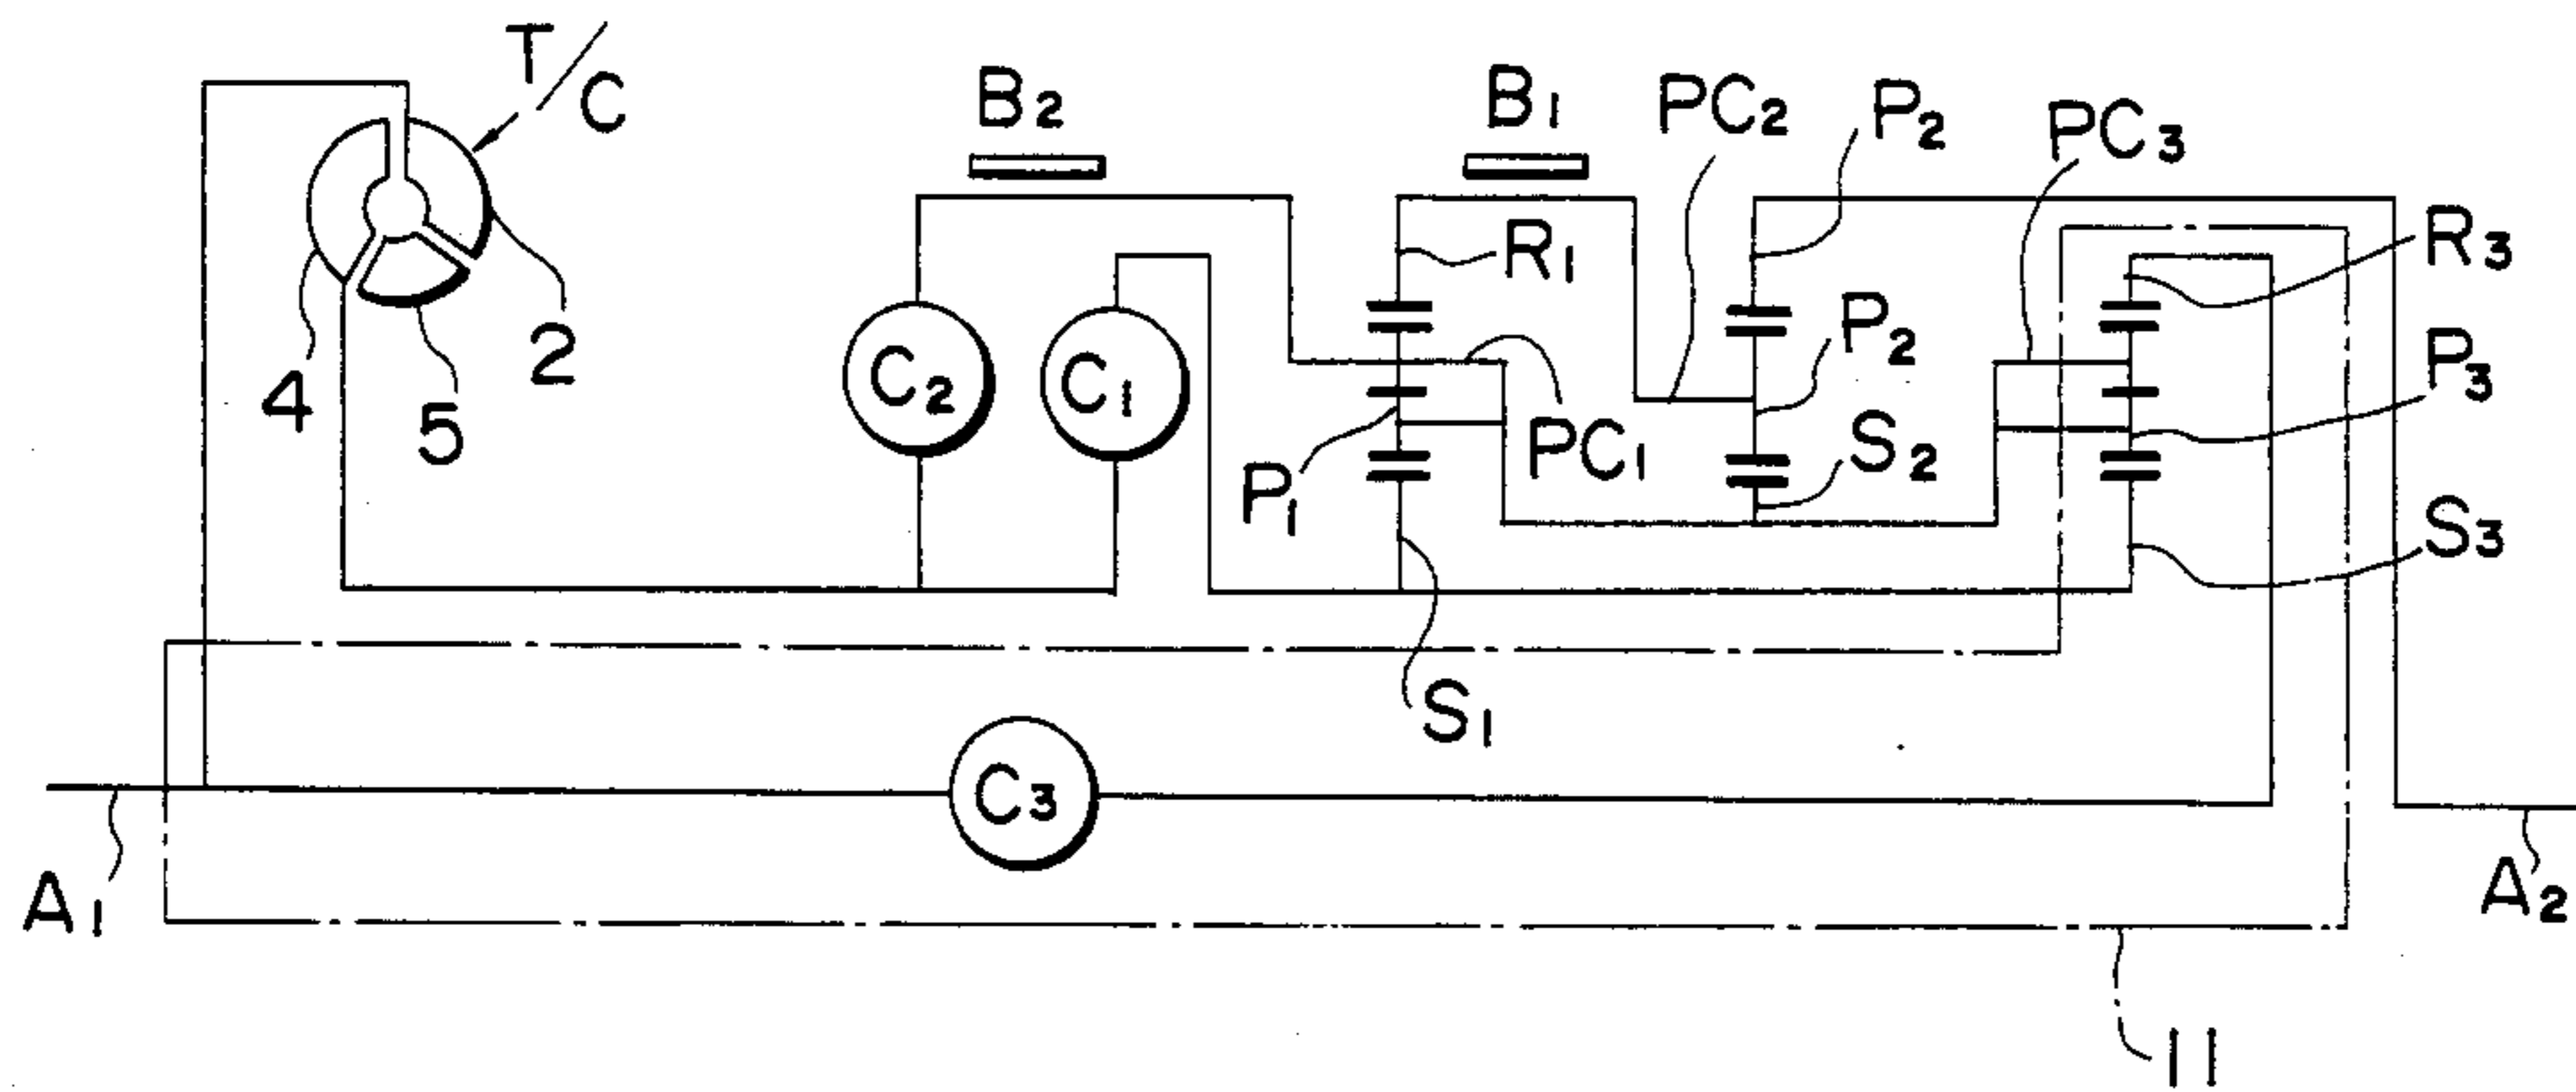 T/C
B₂
B₁
PC₂
P₂
PC₃
R₃
R₁
4
5
2
C₂
C₁
P₂
P₃
P₁
PC₁
S₂
S₃
S₁
C₃
A₁
A₂
11